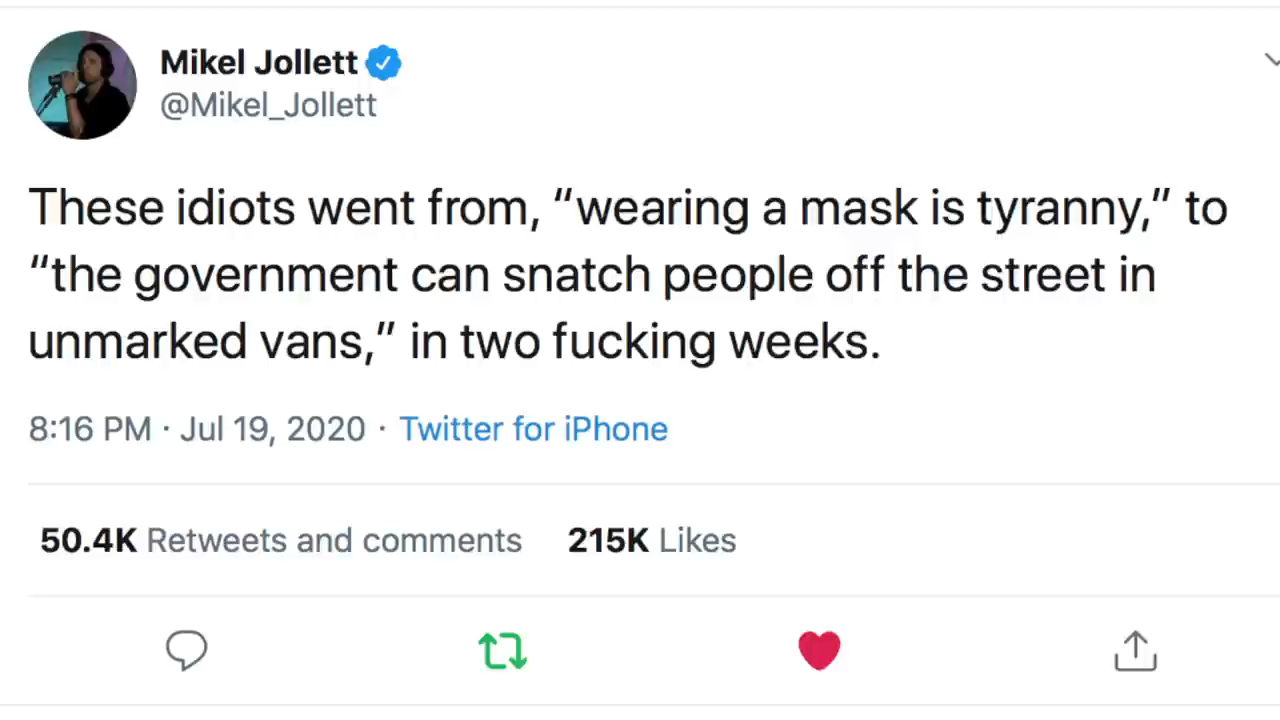 Mikel Jollett
@Mikel_Jollett
These idiots went from, “wearing a mask is tyranny,” to
“the government can snatch people off the street in
unmarked vans,” in two fucking weeks.
8:16 PM · Jul 19, 2020 · Twitter for iPhone
50.4K Retweets and comments 215K Likes